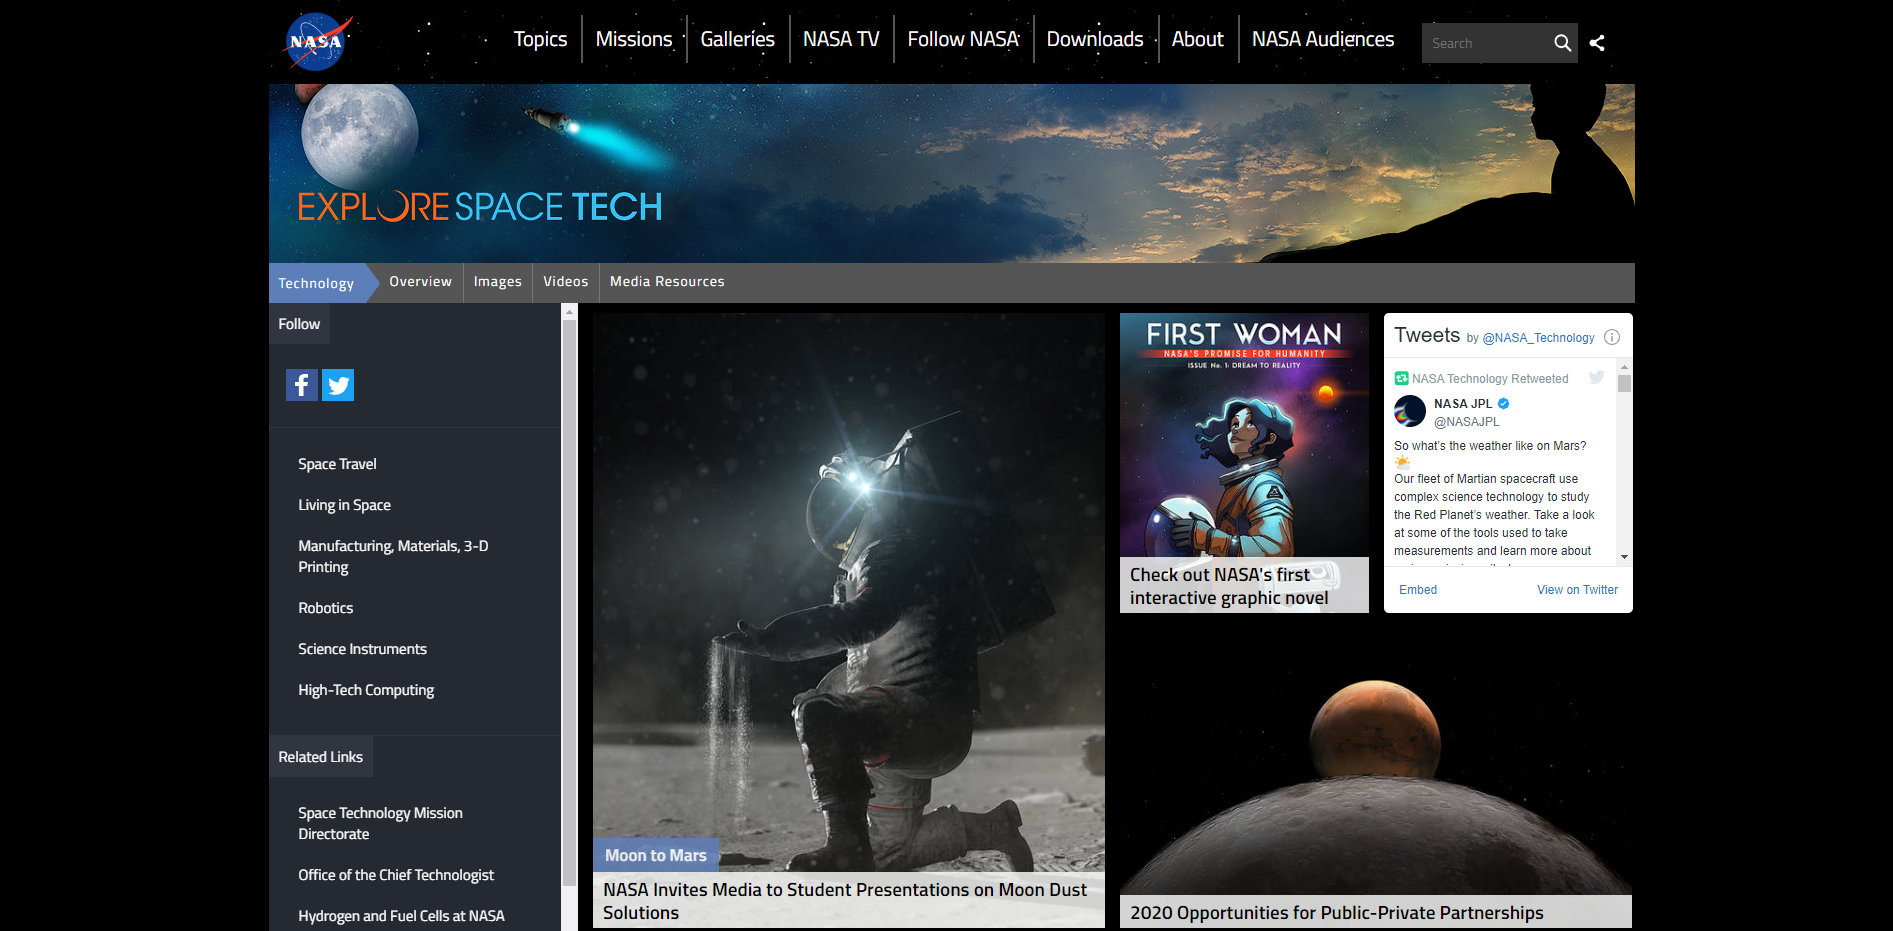 NASA
Topics
Missions
Galleries
NASA TV
Follow NASA
Downloads
About
NASA Audiences
Search
EXPLORE SPACE TECH
Technology
Overview
Images
Videos
Media Resources
Follow
Space Travel
Living in Space
Manufacturing, Materials, 3-D
Printing
Robotics
Science Instruments
High-Tech Computing
Related Links
Space Technology Mission
Directorate
Office of the Chief Technologist
Hydrogen and Fuel Cells at NASA
Moon to Mars
NASA Invites Media to Student Presentations on Moon Dust
Solutions
FIRST WOMAN
NASA'S PROMISE FOR HUMANITY
ISSUE No. 1: DREAM TO REALITY
Check out NASA's first
interactive graphic novel
Tweets by @NASA_Technology
NASA Technology Retweeted
NASA JPL
@NASAJPL
So what's the weather like on Mars?
Our fleet of Martian spacecraft use
complex science technology to study
the Red Planet's weather. Take a look
at some of the tools used to take
measurements and learn more about
Embed
View on Twitter
2020 Opportunities for Public-Private Partnerships